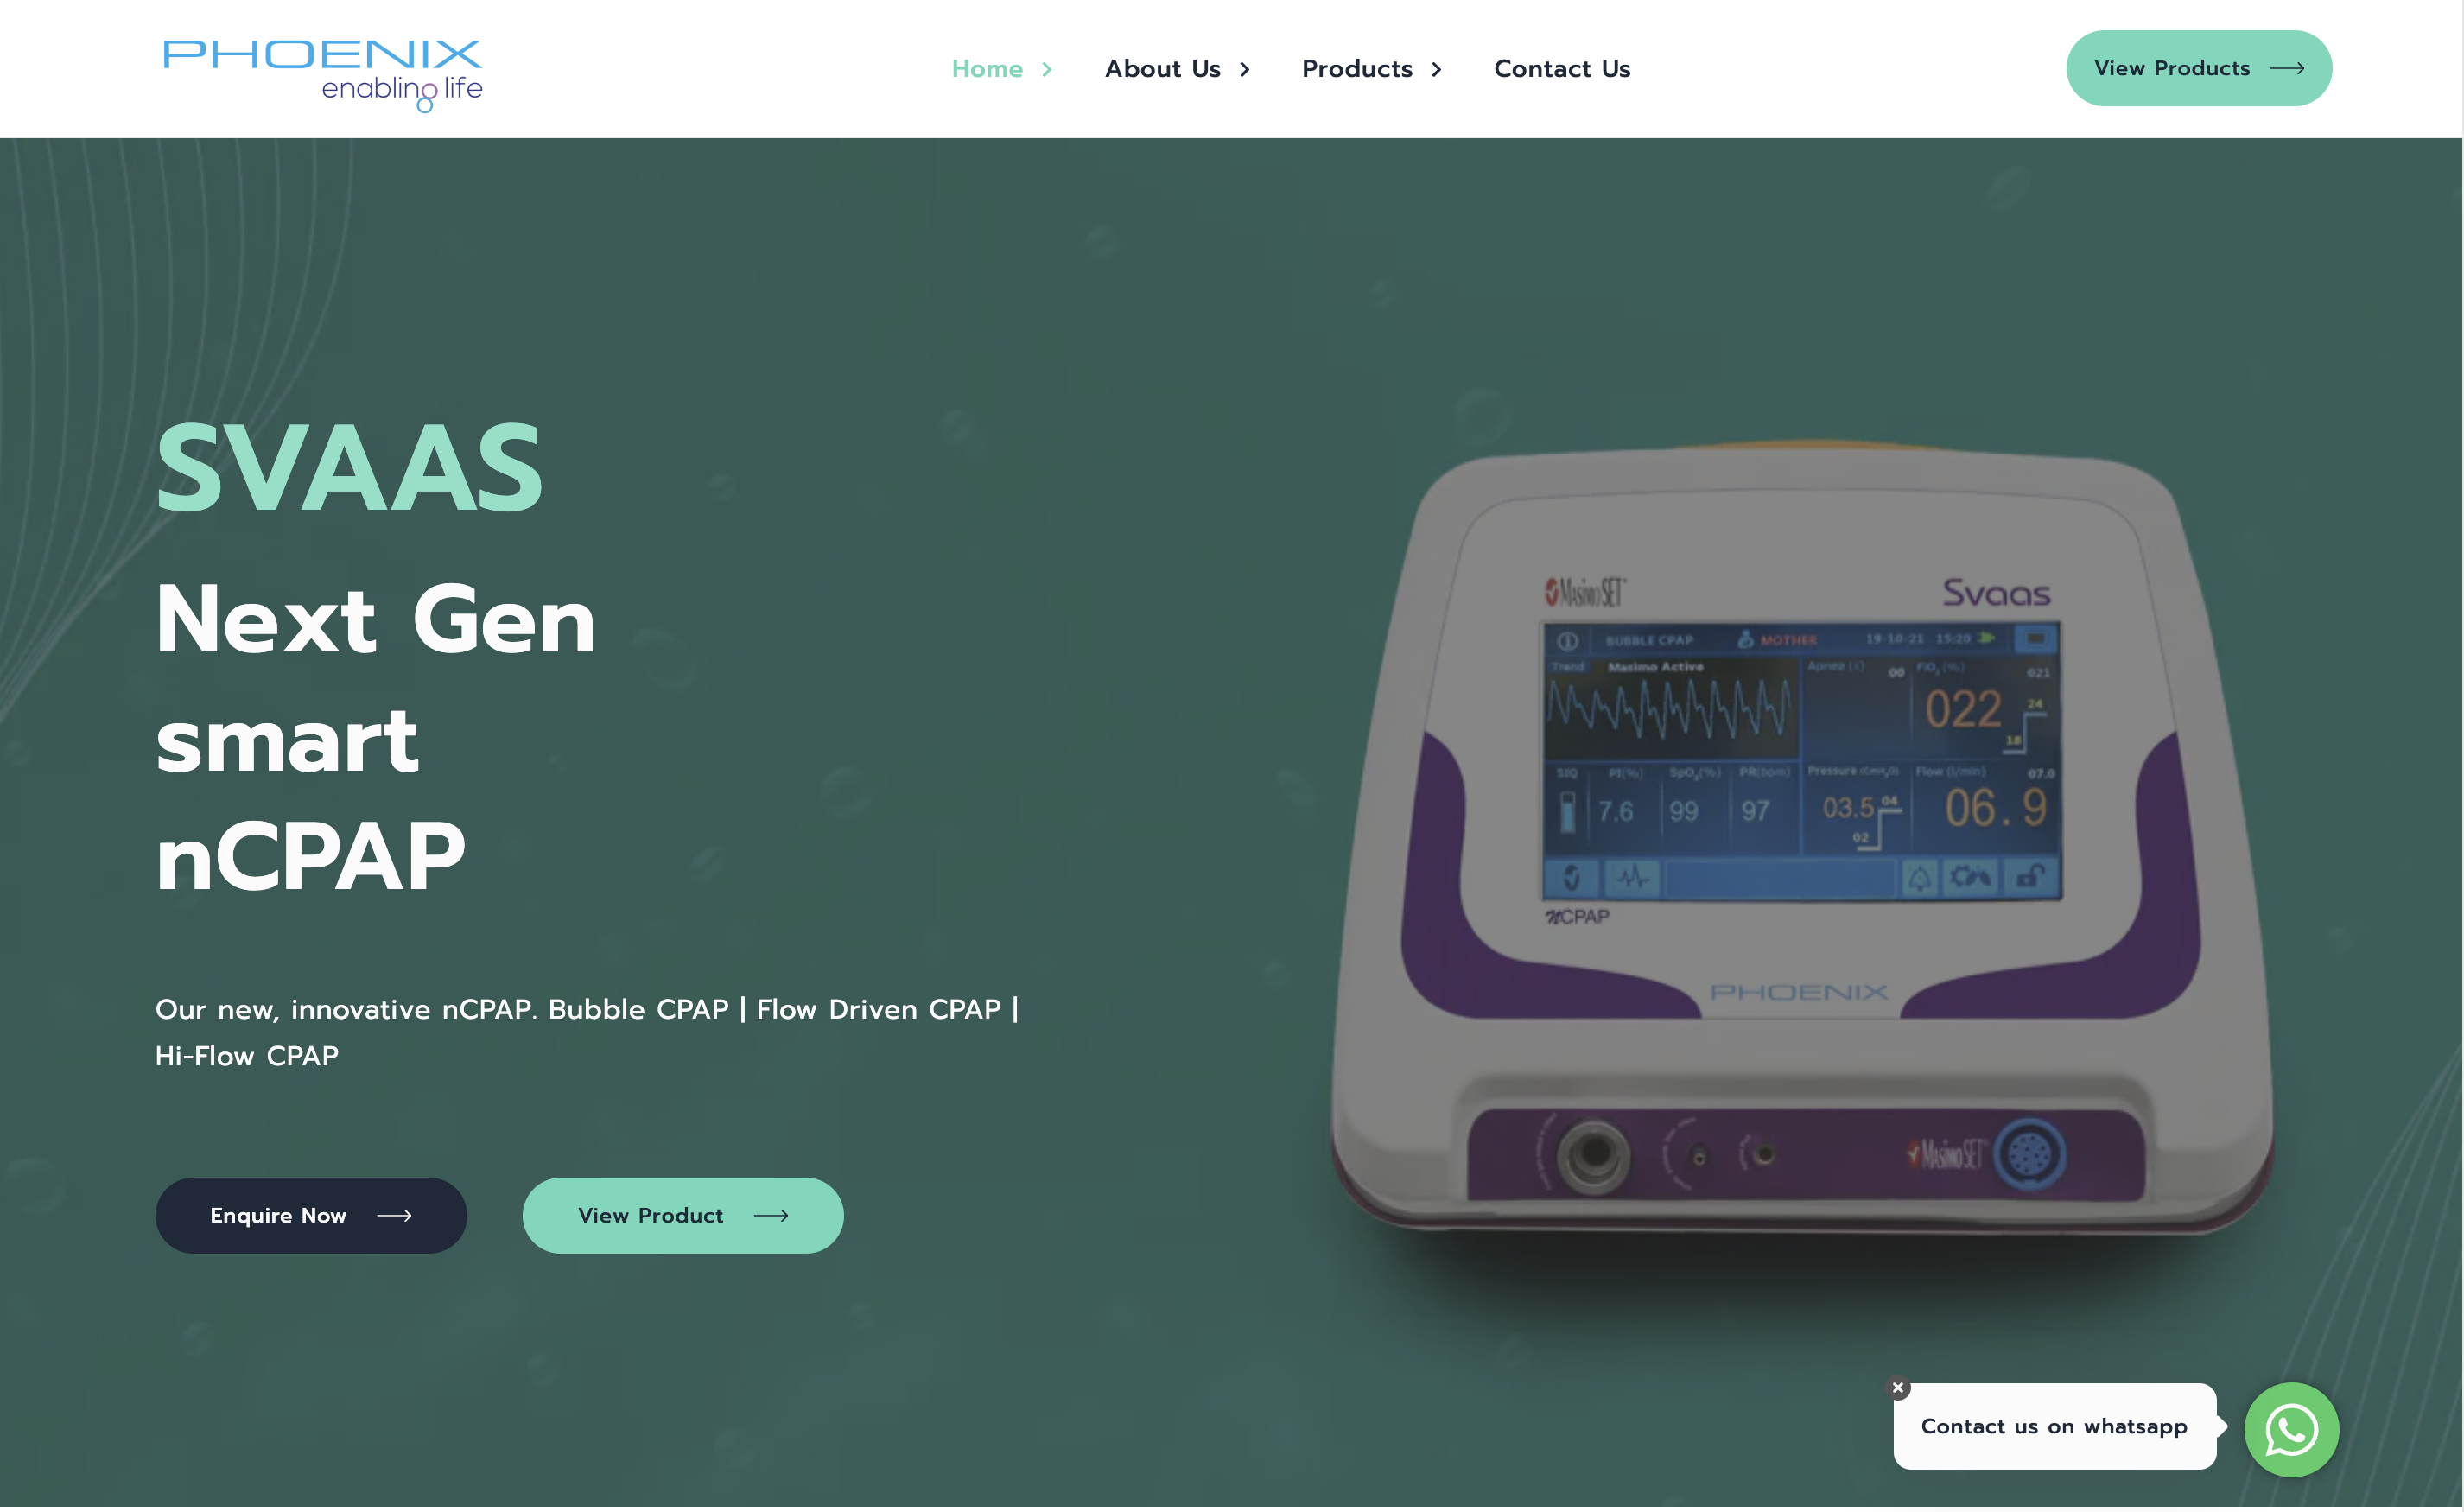 PHOENIX
enabling life
Home
About Us
Products
Contact Us
View Products
SVAAS
Next Gen
smart
nCPAP
Our new, innovative nCPAP. Bubble CPAP | Flow Driven CPAP |
Hi-Flow CPAP
Enquire Now
View Product
Masimo SET
Svaas
BUBBLE CPAP MOTHER 19-10-21 15:20
Trend Masimo Active
Apnea (s) 00
FiO2 (%) 021
022
24
18
SIQ PI(%) SpO2(%) PR(bpm)
7.6 99 97
Pressure (CmH2O)
03.5 04
02
Flow (l/min) 07.0
06.9
nCPAP
PHOENIX
Masimo SET
Contact us on whatsapp